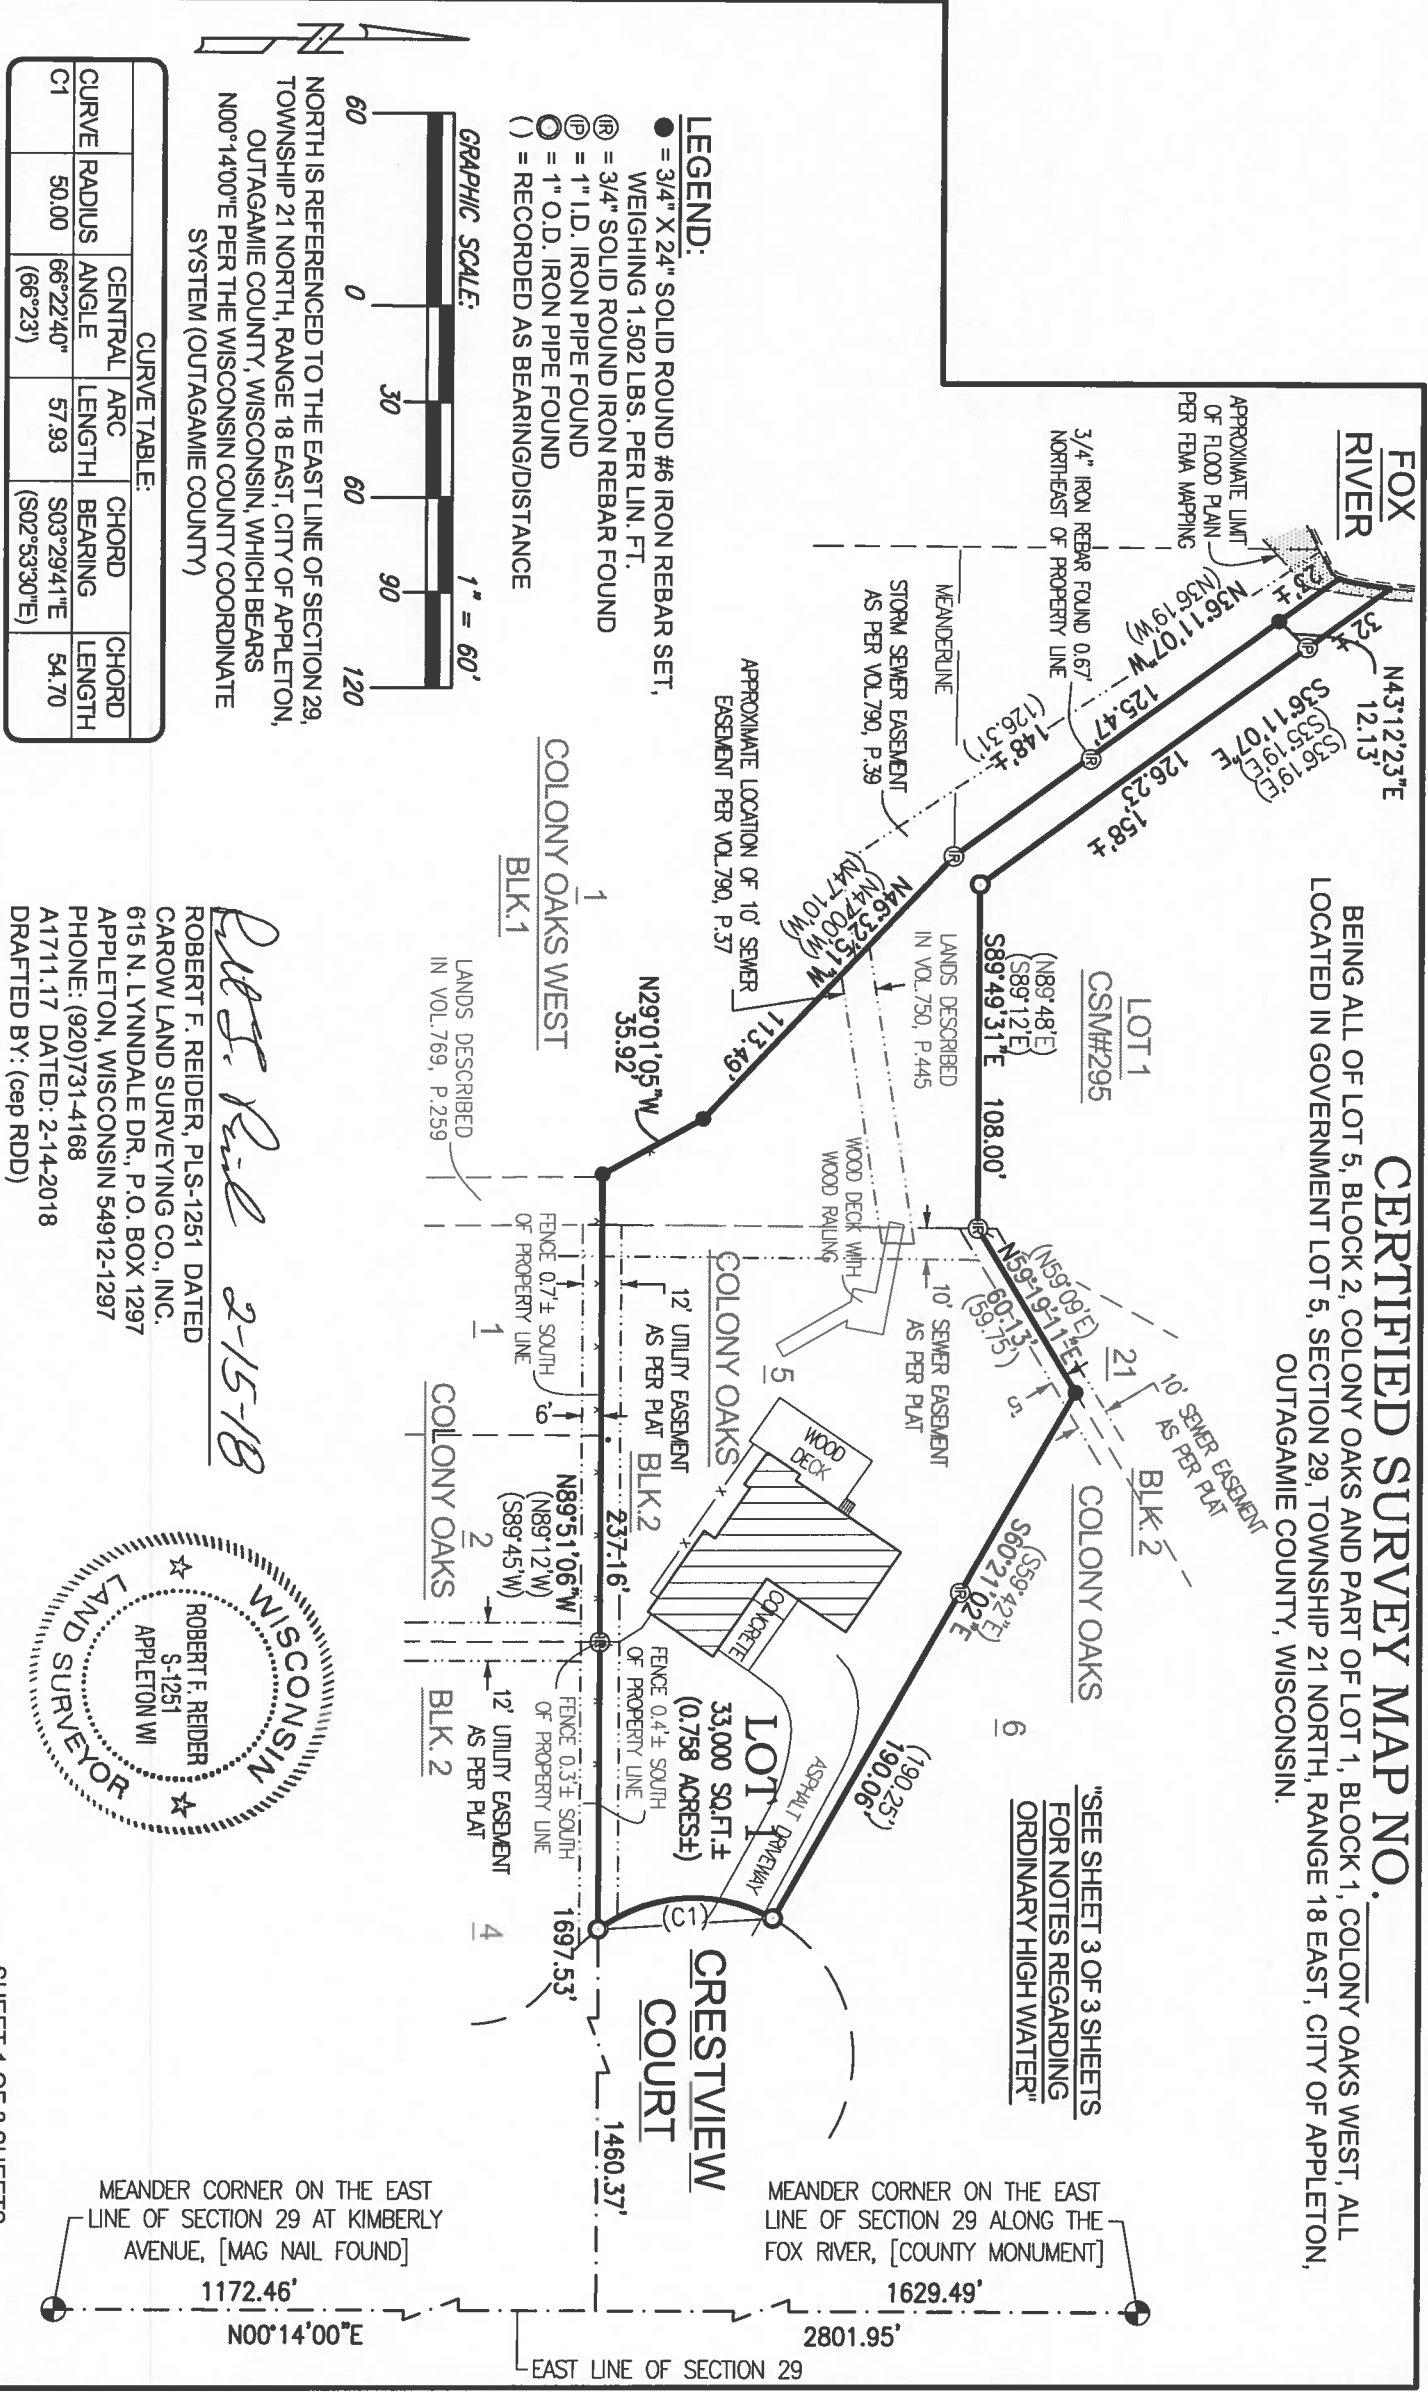 CERTIFIED SURVEY MAP NO.
BEING ALL OF LOT 5, BLOCK 2, COLONY OAKS AND PART OF LOT 1, BLOCK 1, COLONY OAKS WEST, ALL
LOCATED IN GOVERNMENT LOT 5, SECTION 29, TOWNSHIP 21 NORTH, RANGE 18 EAST, CITY OF APPLETON,
OUTAGAMIE COUNTY, WISCONSIN.
FOX
RIVER
APPROXIMATE LIMIT
OF FLOOD PLAIN
PER FEMA MAPPING
3/4" IRON REBAR FOUND 0.67'
NORTHEAST OF PROPERTY LINE
MEANDERLINE
STORM SEWER EASEMENT
AS PER VOL.790, P.39
APPROXIMATE LOCATION OF 10' SEWER
EASEMENT PER VOL.790, P.37
N43°12'23"E
12.13'
32'±
S36°11'07"E
(S35°19'E)
(S36°19'E)
126.23'
158'±
N36°11'07"W
(N36°19'W)
125.47'
148'±
(126.31')
N46°32'51"W
(N47°00'W)
(N47°10'W)
113.49'
LANDS DESCRIBED
IN VOL.750, P.445
N29°01'05"W
35.92'
LOT 1
CSM#295
(N89°48'E)
(S89°12'E)
S89°49'31"E 108.00'
(N59°09'E)
N59°19'11"E
60.13'
(59.75')
5'
21
BLK. 2
10' SEWER EASEMENT
AS PER PLAT
10' SEWER EASEMENT
AS PER PLAT
COLONY OAKS
6
(S59°42'E)
S60°21'02"E
(190.25')
190.06'
"SEE SHEET 3 OF 3 SHEETS
FOR NOTES REGARDING
ORDINARY HIGH WATER"
WOOD DECK WITH
WOOD RAILING
5
COLONY OAKS
BLK.2
WOOD
DECK
CONCRETE
ASPHALT DRIVEWAY
LOT 1
33,000 SQ.FT.±
(0.758 ACRES±)
12' UTILITY EASEMENT
AS PER PLAT
FENCE 0.7'± SOUTH
OF PROPERTY LINE
6'
237.16'
N89°51'06"W
(N89°12'W)
(S89°45'W)
FENCE 0.4'± SOUTH
OF PROPERTY LINE
FENCE 0.3'± SOUTH
OF PROPERTY LINE
12' UTILITY EASEMENT
AS PER PLAT
1
COLONY OAKS
2
BLK. 2
4
(C1)
CRESTVIEW
COURT
1697.53'
1460.37'
1
COLONY OAKS WEST
BLK.1
LANDS DESCRIBED
IN VOL.769, P.259
MEANDER CORNER ON THE EAST
LINE OF SECTION 29 ALONG THE
FOX RIVER, [COUNTY MONUMENT]
1629.49'
2801.95'
EAST LINE OF SECTION 29
MEANDER CORNER ON THE EAST
LINE OF SECTION 29 AT KIMBERLY
AVENUE, [MAG NAIL FOUND]
1172.46'
N00°14'00"E
LEGEND:
● = 3/4" X 24" SOLID ROUND #6 IRON REBAR SET,
WEIGHING 1.502 LBS. PER LIN. FT.
(IR) = 3/4" SOLID ROUND IRON REBAR FOUND
(IP) = 1" I.D. IRON PIPE FOUND
◎ = 1" O.D. IRON PIPE FOUND
( ) = RECORDED AS BEARING/DISTANCE
GRAPHIC SCALE: 1" = 60'
60 0 30 60 90 120
N
NORTH IS REFERENCED TO THE EAST LINE OF SECTION 29,
TOWNSHIP 21 NORTH, RANGE 18 EAST, CITY OF APPLETON,
OUTAGAMIE COUNTY, WISCONSIN, WHICH BEARS
N00°14'00"E PER THE WISCONSIN COUNTY COORDINATE
SYSTEM (OUTAGAMIE COUNTY)
CURVE TABLE:
CURVE RADIUS CENTRAL ANGLE ARC LENGTH CHORD BEARING CHORD LENGTH
C1 50.00 66°22'40" 57.93 S03°29'41"E 54.70
(66°23') (S02°53'30"E)
2-15-18
ROBERT F. REIDER, PLS-1251 DATED
CAROW LAND SURVEYING CO., INC.
615 N. LYNNDALE DR., P.O. BOX 1297
APPLETON, WISCONSIN 54912-1297
PHONE: (920)731-4168
A1711.17 DATED: 2-14-2018
DRAFTED BY: (cep RDD)
WISCONSIN
ROBERT F. REIDER
S-1251
APPLETON WI
LAND SURVEYOR